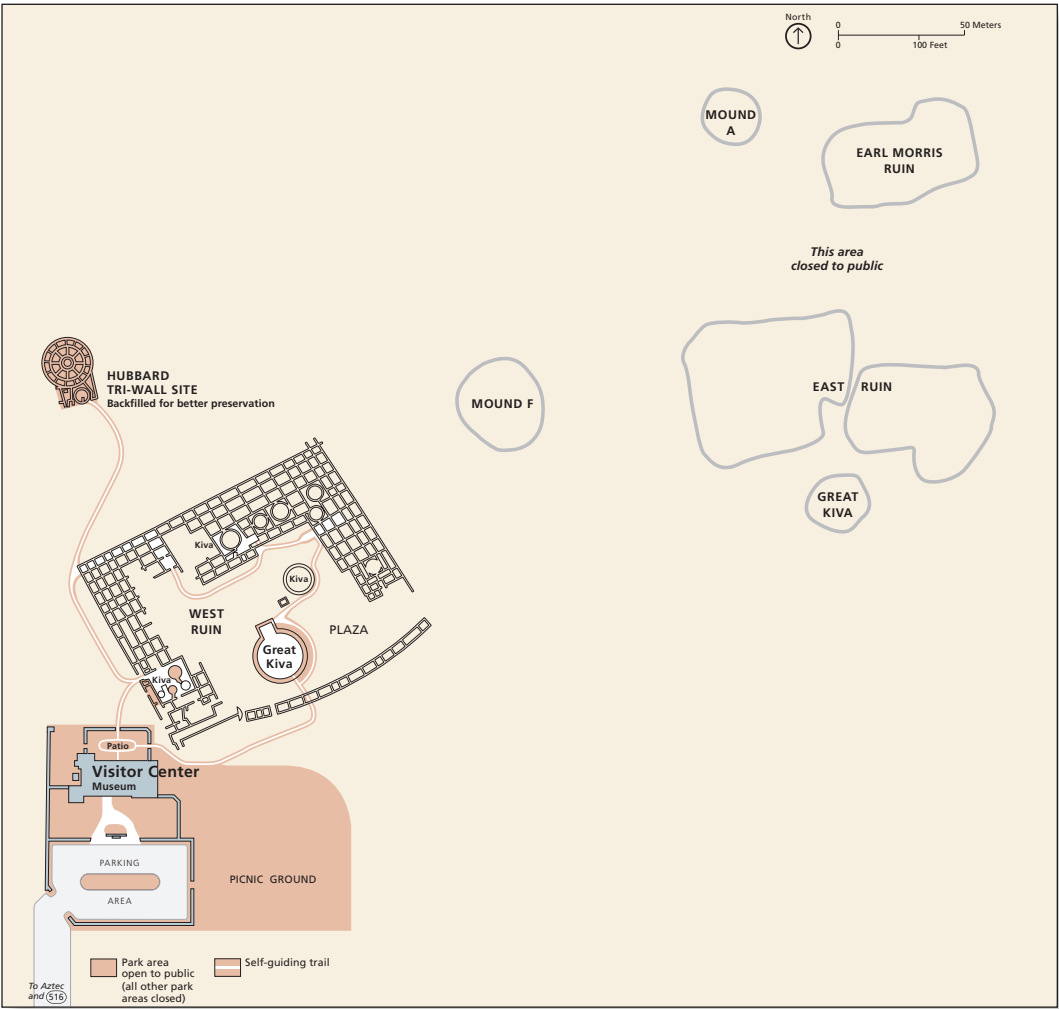 North
0 50 Meters
0 100 Feet
MOUND
A
EARL MORRIS
RUIN
This area
closed to public
HUBBARD
TRI-WALL SITE
Backfilled for better preservation
MOUND F
EAST RUIN
GREAT
KIVA
Kiva
Kiva
WEST
RUIN
PLAZA
Great
Kiva
Kiva
Patio
Visitor Center
Museum
PARKING
AREA
PICNIC GROUND
Park area
open to public
(all other park
areas closed)
Self-guiding trail
To Aztec
and 516